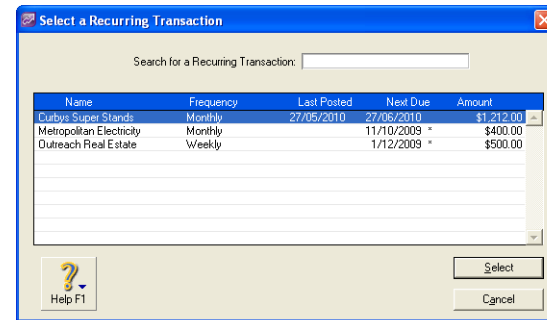 Select a Recurring Transaction
Search for a Recurring Transaction:
Name Frequency Last Posted Next Due Amount
Curbys Super Stands Monthly 27/05/2010 27/06/2010 $1,212.00
Metropolitan Electricity Monthly 11/10/2009 * $400.00
Outreach Real Estate Weekly 1/12/2009 * $500.00
Select
Help F1
Cancel